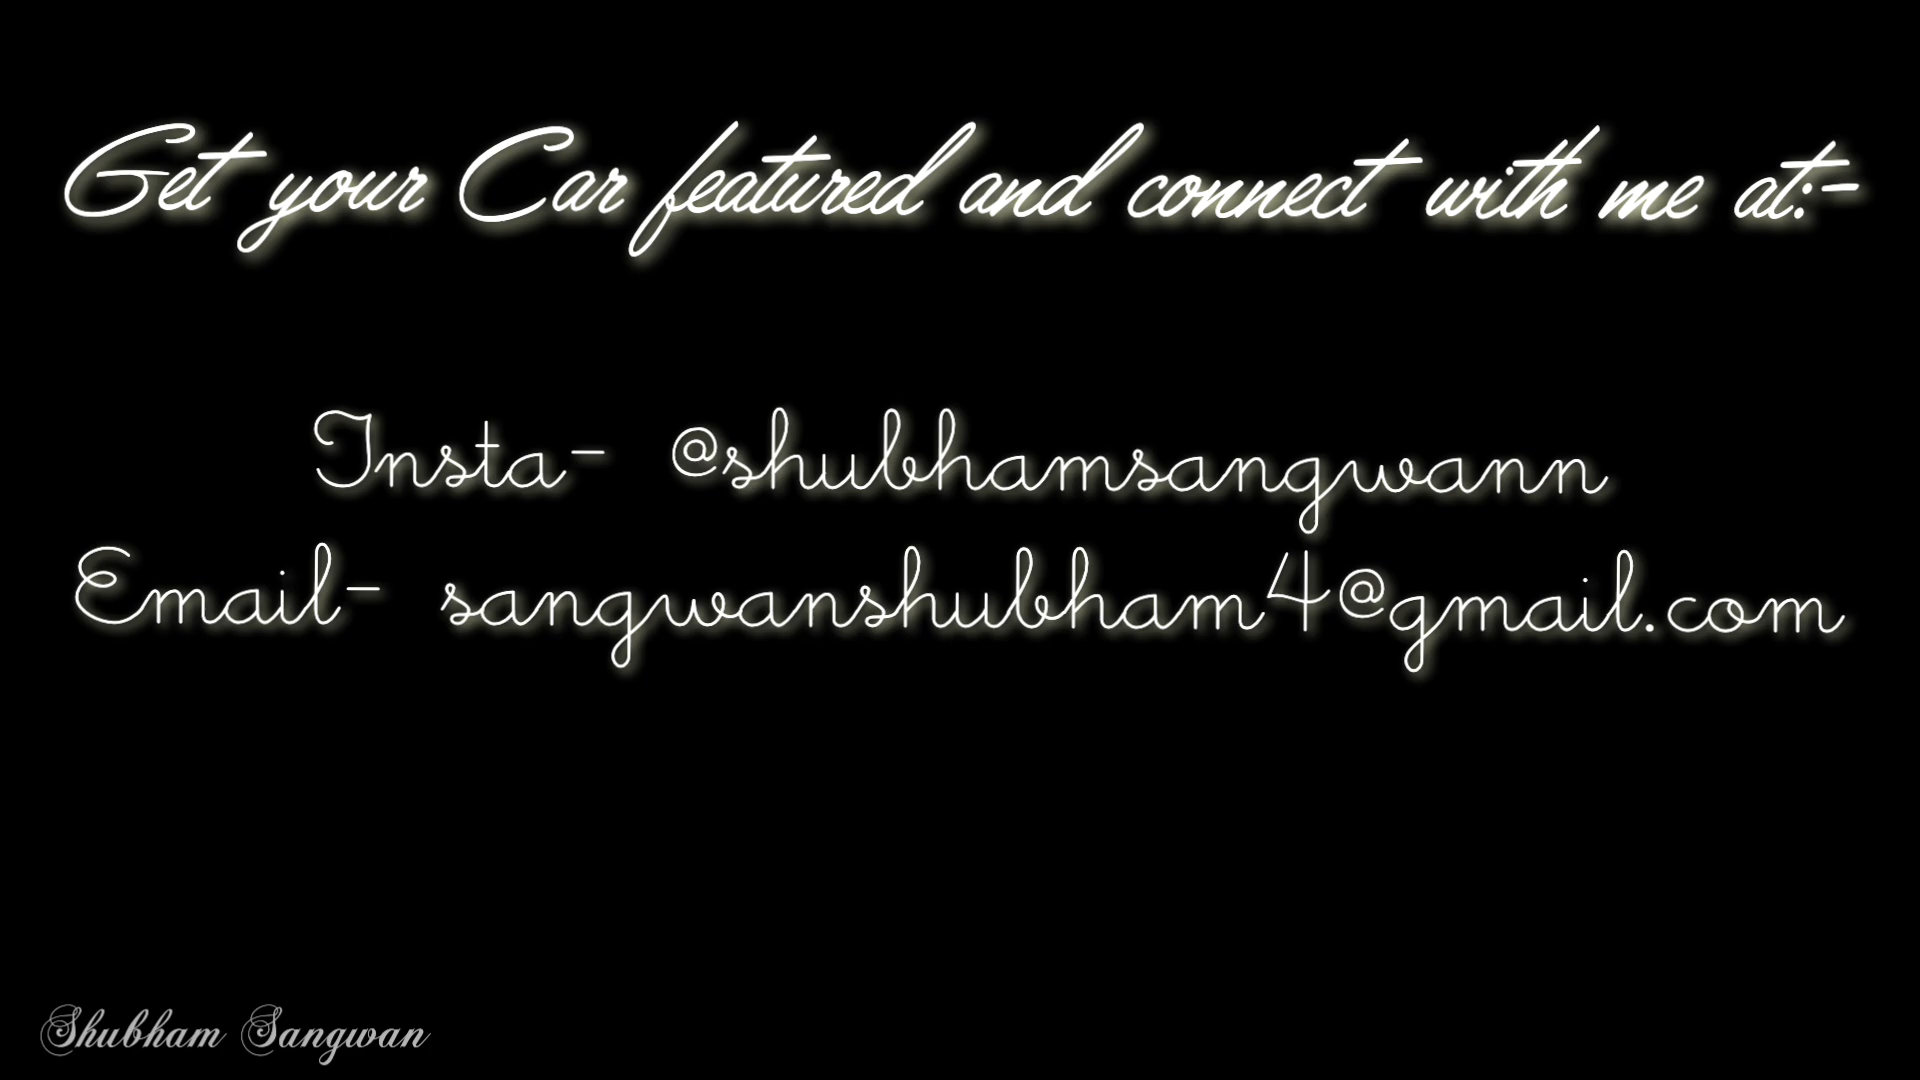 Get your Car featured and connect with me at:-
Insta- @shubhamsangwann
Email- sangwanshubham4@gmail.com
Shubham Sangwan